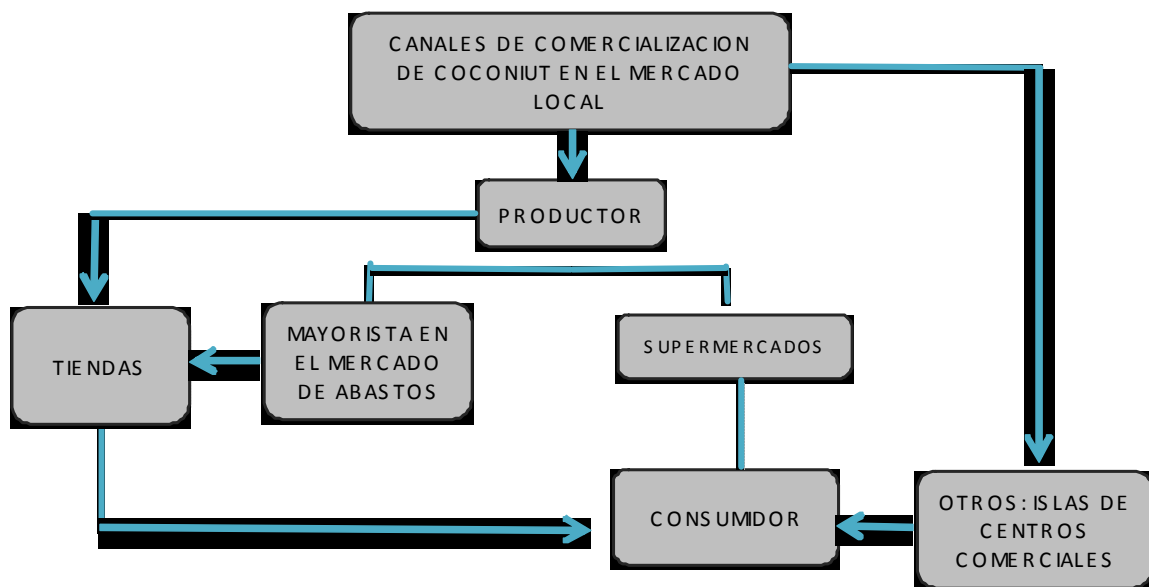 CANALES DE COMERCIALIZACION
DE COCONIUT EN EL MERCADO
LOCAL
PRODUCTOR
TIENDAS
MAYORISTA EN
EL MERCADO
DE ABASTOS
SUPERMERCADOS
CONSUMIDOR
OTROS: ISLAS DE
CENTROS
COMERCIALES